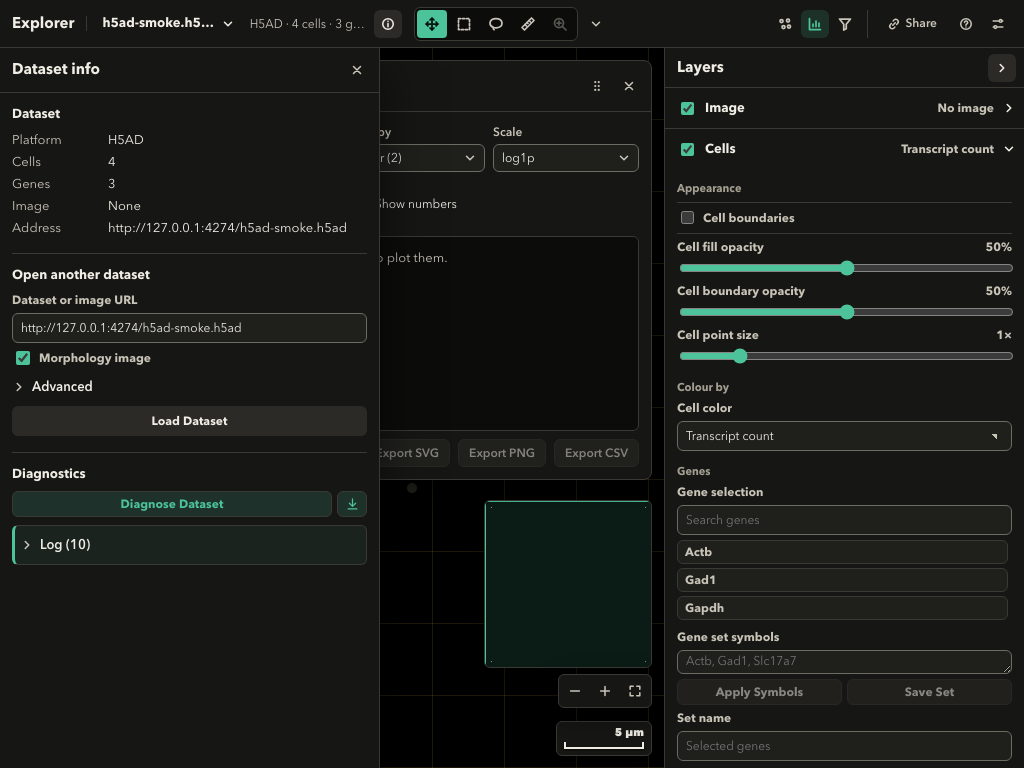 Explorer
h5ad-smoke.h5...
H5AD · 4 cells · 3 g...
Share
Dataset info
Dataset
Platform H5AD
Cells 4
Genes 3
Image None
Address http://127.0.0.1:4274/h5ad-smoke.h5ad
Open another dataset
Dataset or image URL
http://127.0.0.1:4274/h5ad-smoke.h5ad
Morphology image
Advanced
Load Dataset
Diagnostics
Diagnose Dataset
Log (10)
by
Scale
r (2)
log1p
Show numbers
plot them.
Export SVG
Export PNG
Export CSV
5 µm
Layers
Image No image
Cells Transcript count
Appearance
Cell boundaries
Cell fill opacity 50%
Cell boundary opacity 50%
Cell point size 1×
Colour by
Cell color
Transcript count
Genes
Gene selection
Search genes
Actb
Gad1
Gapdh
Gene set symbols
Actb, Gad1, Slc17a7
Apply Symbols
Save Set
Set name
Selected genes